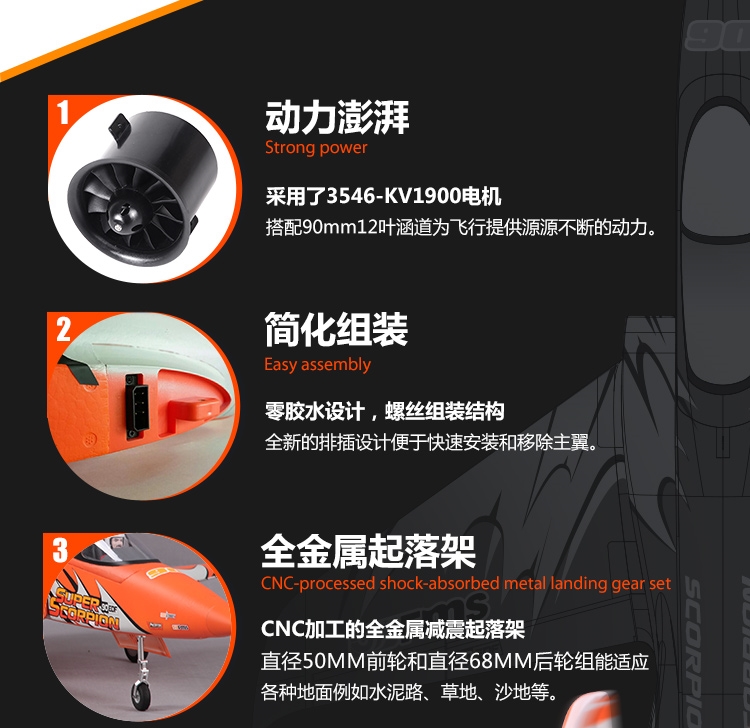 90
1
动力澎湃
Strong power
采用了3546-KV1900电机
搭配90mm12叶涵道为飞行提供源源不断的动力。
2
简化组装
Easy assembly
零胶水设计，螺丝组装结构
全新的排插设计便于快速安装和移除主翼。
3
全金属起落架
CNC-processed shock-absorbed metal landing gear set
CNC加工的全金属减震起落架
直径50MM前轮和直径68MM后轮组能适应
各种地面例如水泥路、草地、沙地等。
SUPER
SCORPION
90 EDF
fms
SCORPIO